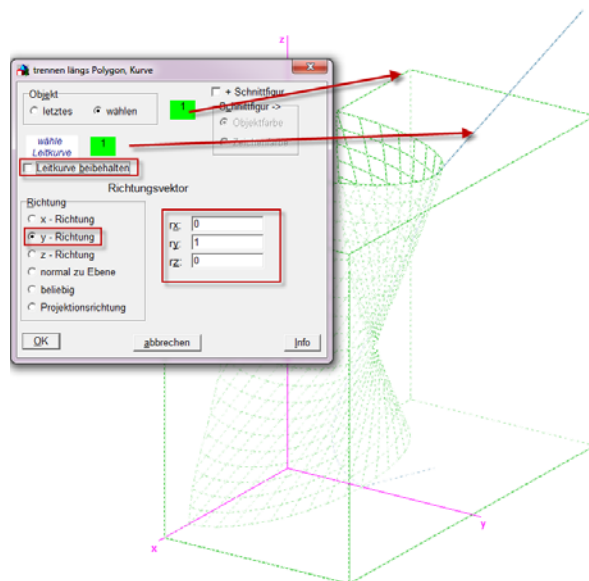 z
trennen längs Polygon, Kurve
Objekt
letztes
wählen
1
+ Schnittfigur
Schnittfigur ->
Objektfarbe
Zeichenfarbe
wähle
Leitkurve
1
Leitkurve beibehalten
Richtungsvektor
Richtung
x - Richtung
y - Richtung
z - Richtung
normal zu Ebene
beliebig
Projektionsrichtung
rx: 0
ry: 1
rz: 0
OK
abbrechen
Info
x
y